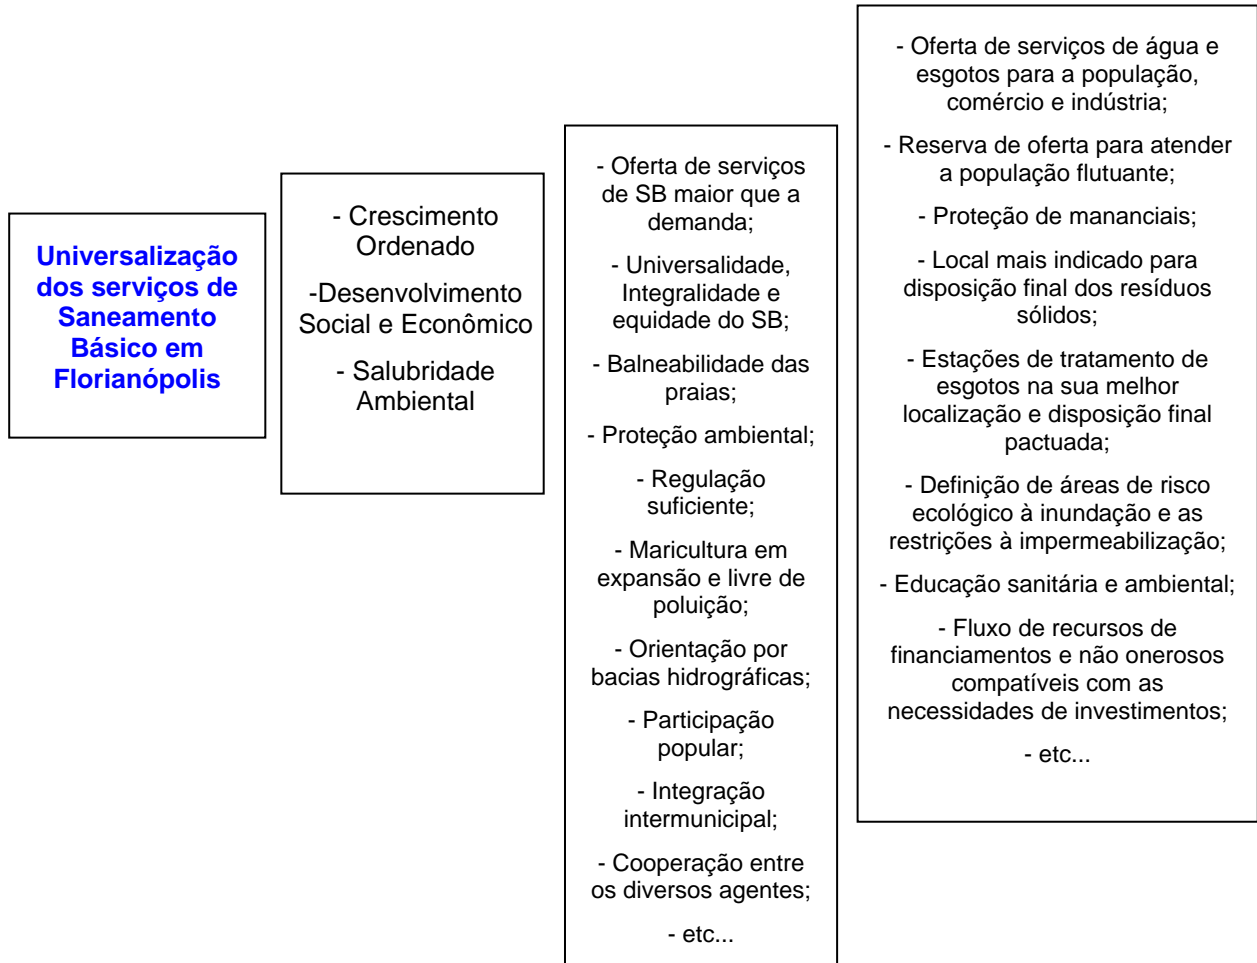 Universalização
dos serviços de
Saneamento
Básico em
Florianópolis
- Crescimento
Ordenado
-Desenvolvimento
Social e Econômico
- Salubridade
Ambiental
- Oferta de serviços
de SB maior que a
demanda;
- Universalidade,
Integralidade e
equidade do SB;
- Balneabilidade das
praias;
- Proteção ambiental;
- Regulação
suficiente;
- Maricultura em
expansão e livre de
poluição;
- Orientação por
bacias hidrográficas;
- Participação
popular;
- Integração
intermunicipal;
- Cooperação entre
os diversos agentes;
- etc...
- Oferta de serviços de água e
esgotos para a população,
comércio e indústria;
- Reserva de oferta para atender
a população flutuante;
- Proteção de mananciais;
- Local mais indicado para
disposição final dos resíduos
sólidos;
- Estações de tratamento de
esgotos na sua melhor
localização e disposição final
pactuada;
- Definição de áreas de risco
ecológico à inundação e as
restrições à impermeabilização;
- Educação sanitária e ambiental;
- Fluxo de recursos de
financiamentos e não onerosos
compatíveis com as
necessidades de investimentos;
- etc...